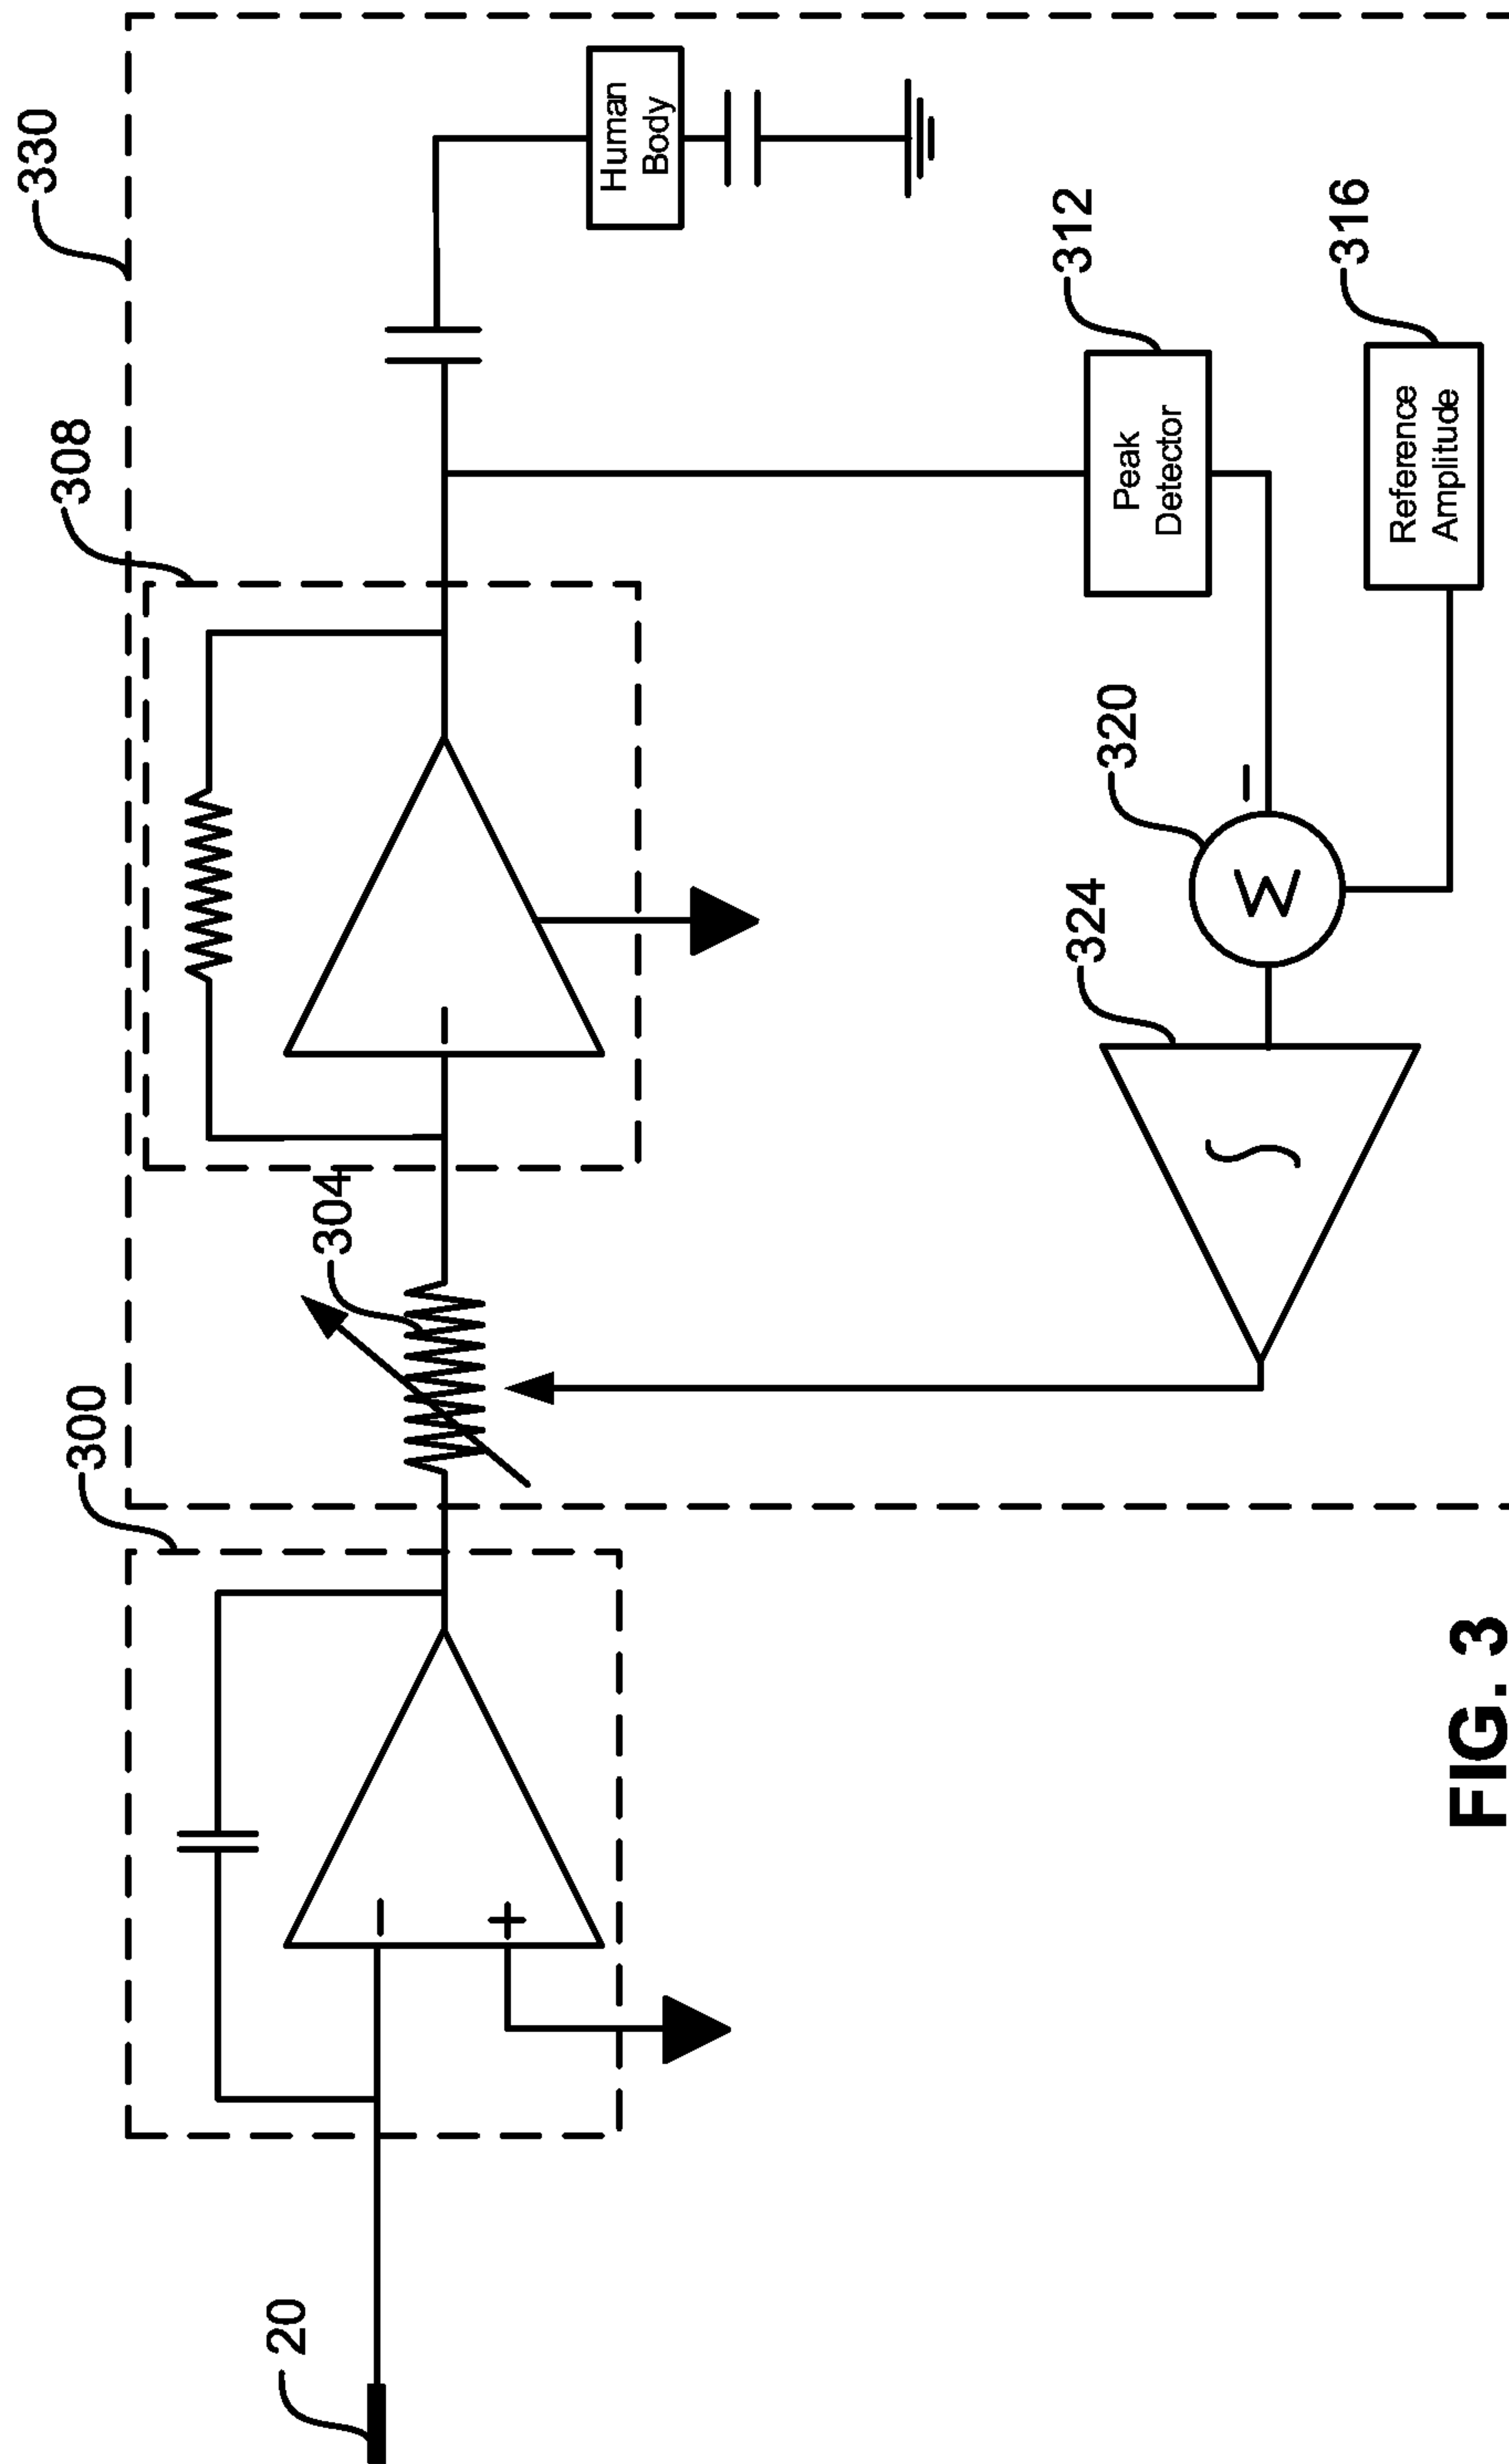 330
308
Human
Body
304
300
312
Peak
Detector
316
Reference
Amplitude
320
−
Σ
324
∫
−
−
+
20
FIG. 3